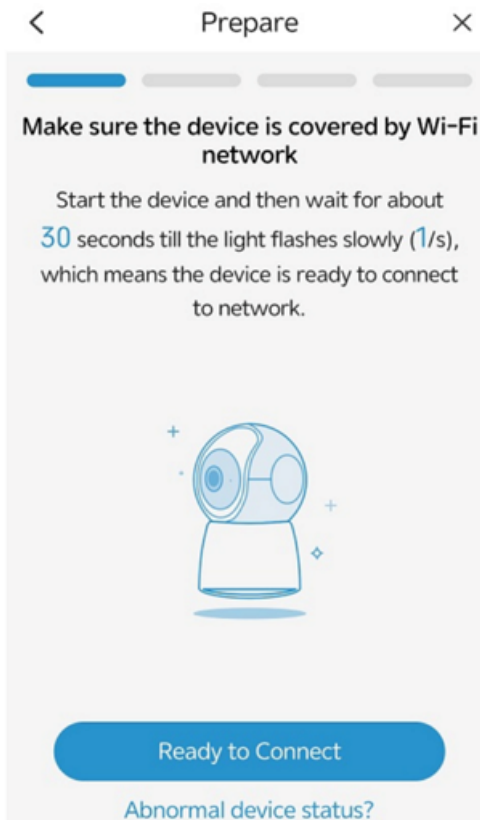 Prepare
Make sure the device is covered by Wi-Fi
network
Start the device and then wait for about
30 seconds till the light flashes slowly (1/s),
which means the device is ready to connect
to network.
Ready to Connect
Abnormal device status?